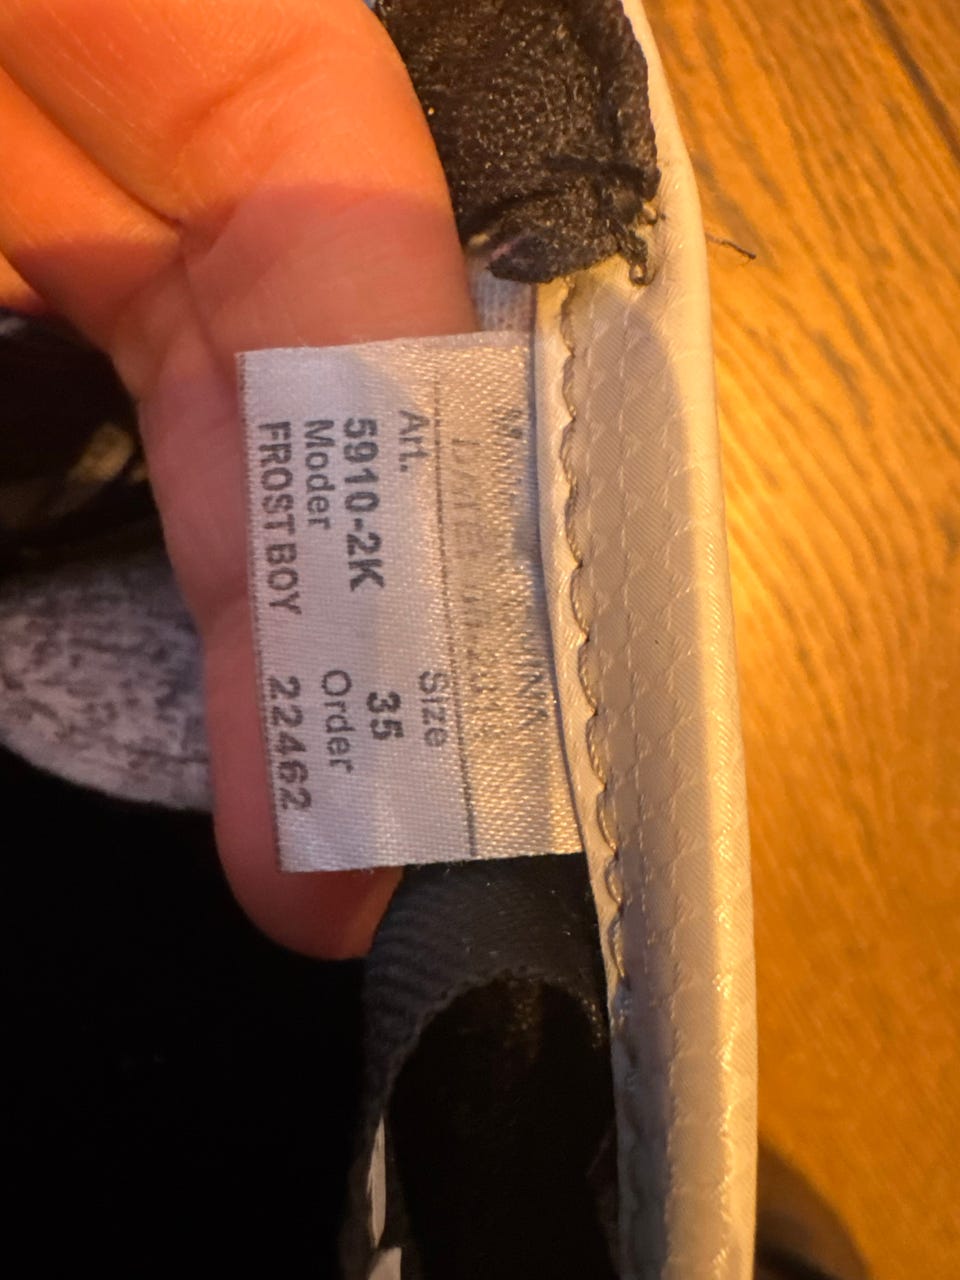 Art. Size
5910-2K 35
Moder Order
FROST BOY 22462